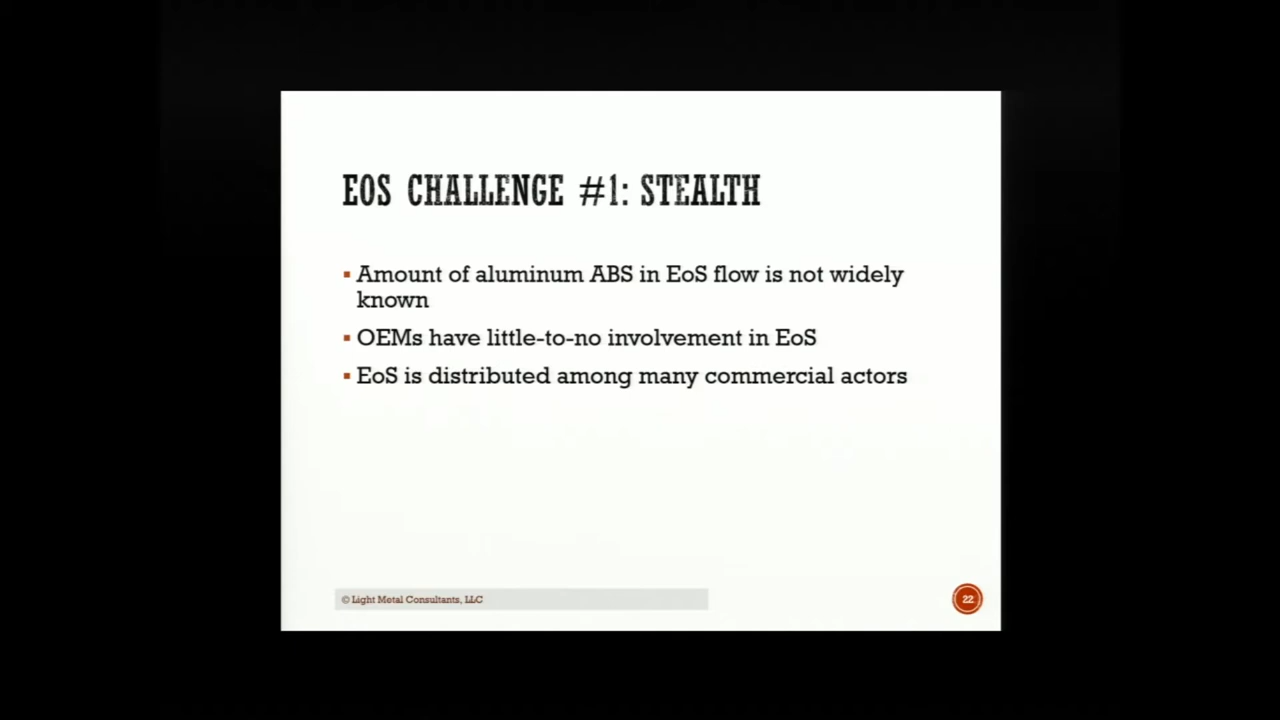 EOS CHALLENGE #1: STEALTH
▪ Amount of aluminum ABS in EoS flow is not widely
known
▪ OEMs have little-to-no involvement in EoS
▪ EoS is distributed among many commercial actors
© Light Metal Consultants, LLC
22